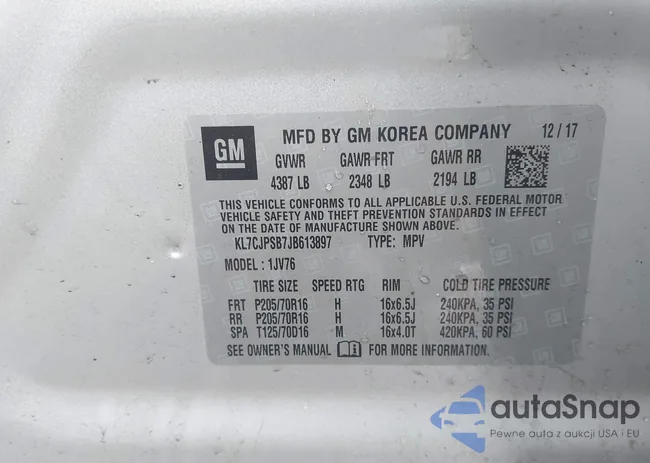 GM
MFD BY GM KOREA COMPANY 12/17
GVWR GAWR FRT GAWR RR
4387 LB 2348 LB 2194 LB
THIS VEHICLE CONFORMS TO ALL APPLICABLE U.S. FEDERAL MOTOR
VEHICLE SAFETY AND THEFT PREVENTION STANDARDS IN EFFECT
ON THE DATE OF MANUFACTURE SHOWN ABOVE.
KL7CJPSB7JB613897 TYPE: MPV
MODEL : 1JV76
TIRE SIZE SPEED RTG RIM COLD TIRE PRESSURE
FRT P205/70R16 H 16x6.5J 240KPA, 35 PSI
RR P205/70R16 H 16x6.5J 240KPA, 35 PSI
SPA T125/70D16 M 16x4.0T 420KPA, 60 PSI
SEE OWNER'S MANUAL FOR MORE INFORMATION
autoSnap
Pewne auta z aukcji USA i EU